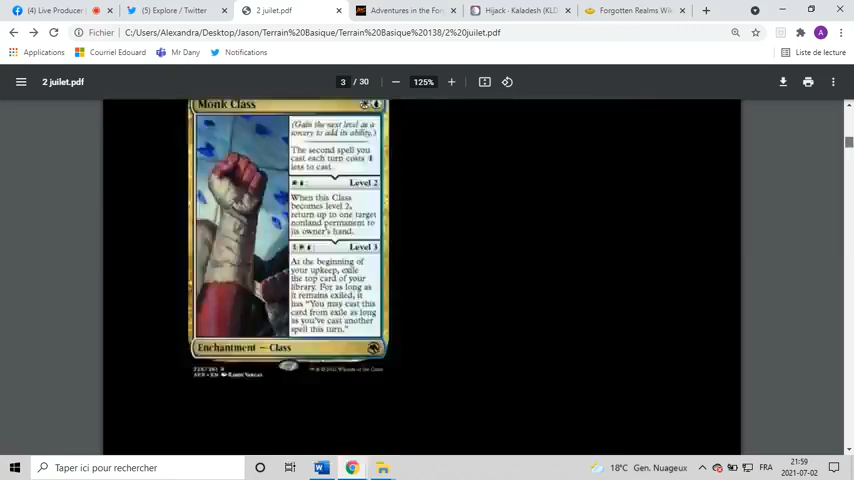 (4) Live Producer
(5) Explore / Twitter
2 juilet.pdf
Adventures in the For
Hijack - Kaladesh (KLD
Forgotten Realms Wik
Fichier
C:/Users/Alexandra/Desktop/Jason/Terrain%20Basique/Terrain%20Basique%20138/2%20juilet.pdf
A
Applications
Courriel Edouard
Mr Dany
Notifications
Liste de lecture
2 juilet.pdf
3 / 30
125%
Monk Class
(Gain the next level as a
sorcery to add its ability.)
The second spell you
cast each turn costs 1
less to cast.
Level 2
When this Class
becomes level 2,
return up to one target
nonland permanent to
its owner's hand.
Level 3
At the beginning of
your upkeep, exile
the top card of your
library. For as long as
it remains exiled, it
has "You may cast this
card from exile as long
as you've cast another
spell this turn."
Enchantment — Class
Taper ici pour rechercher
18°C Gen. Nuageux
FRA
21:59
2021-07-02